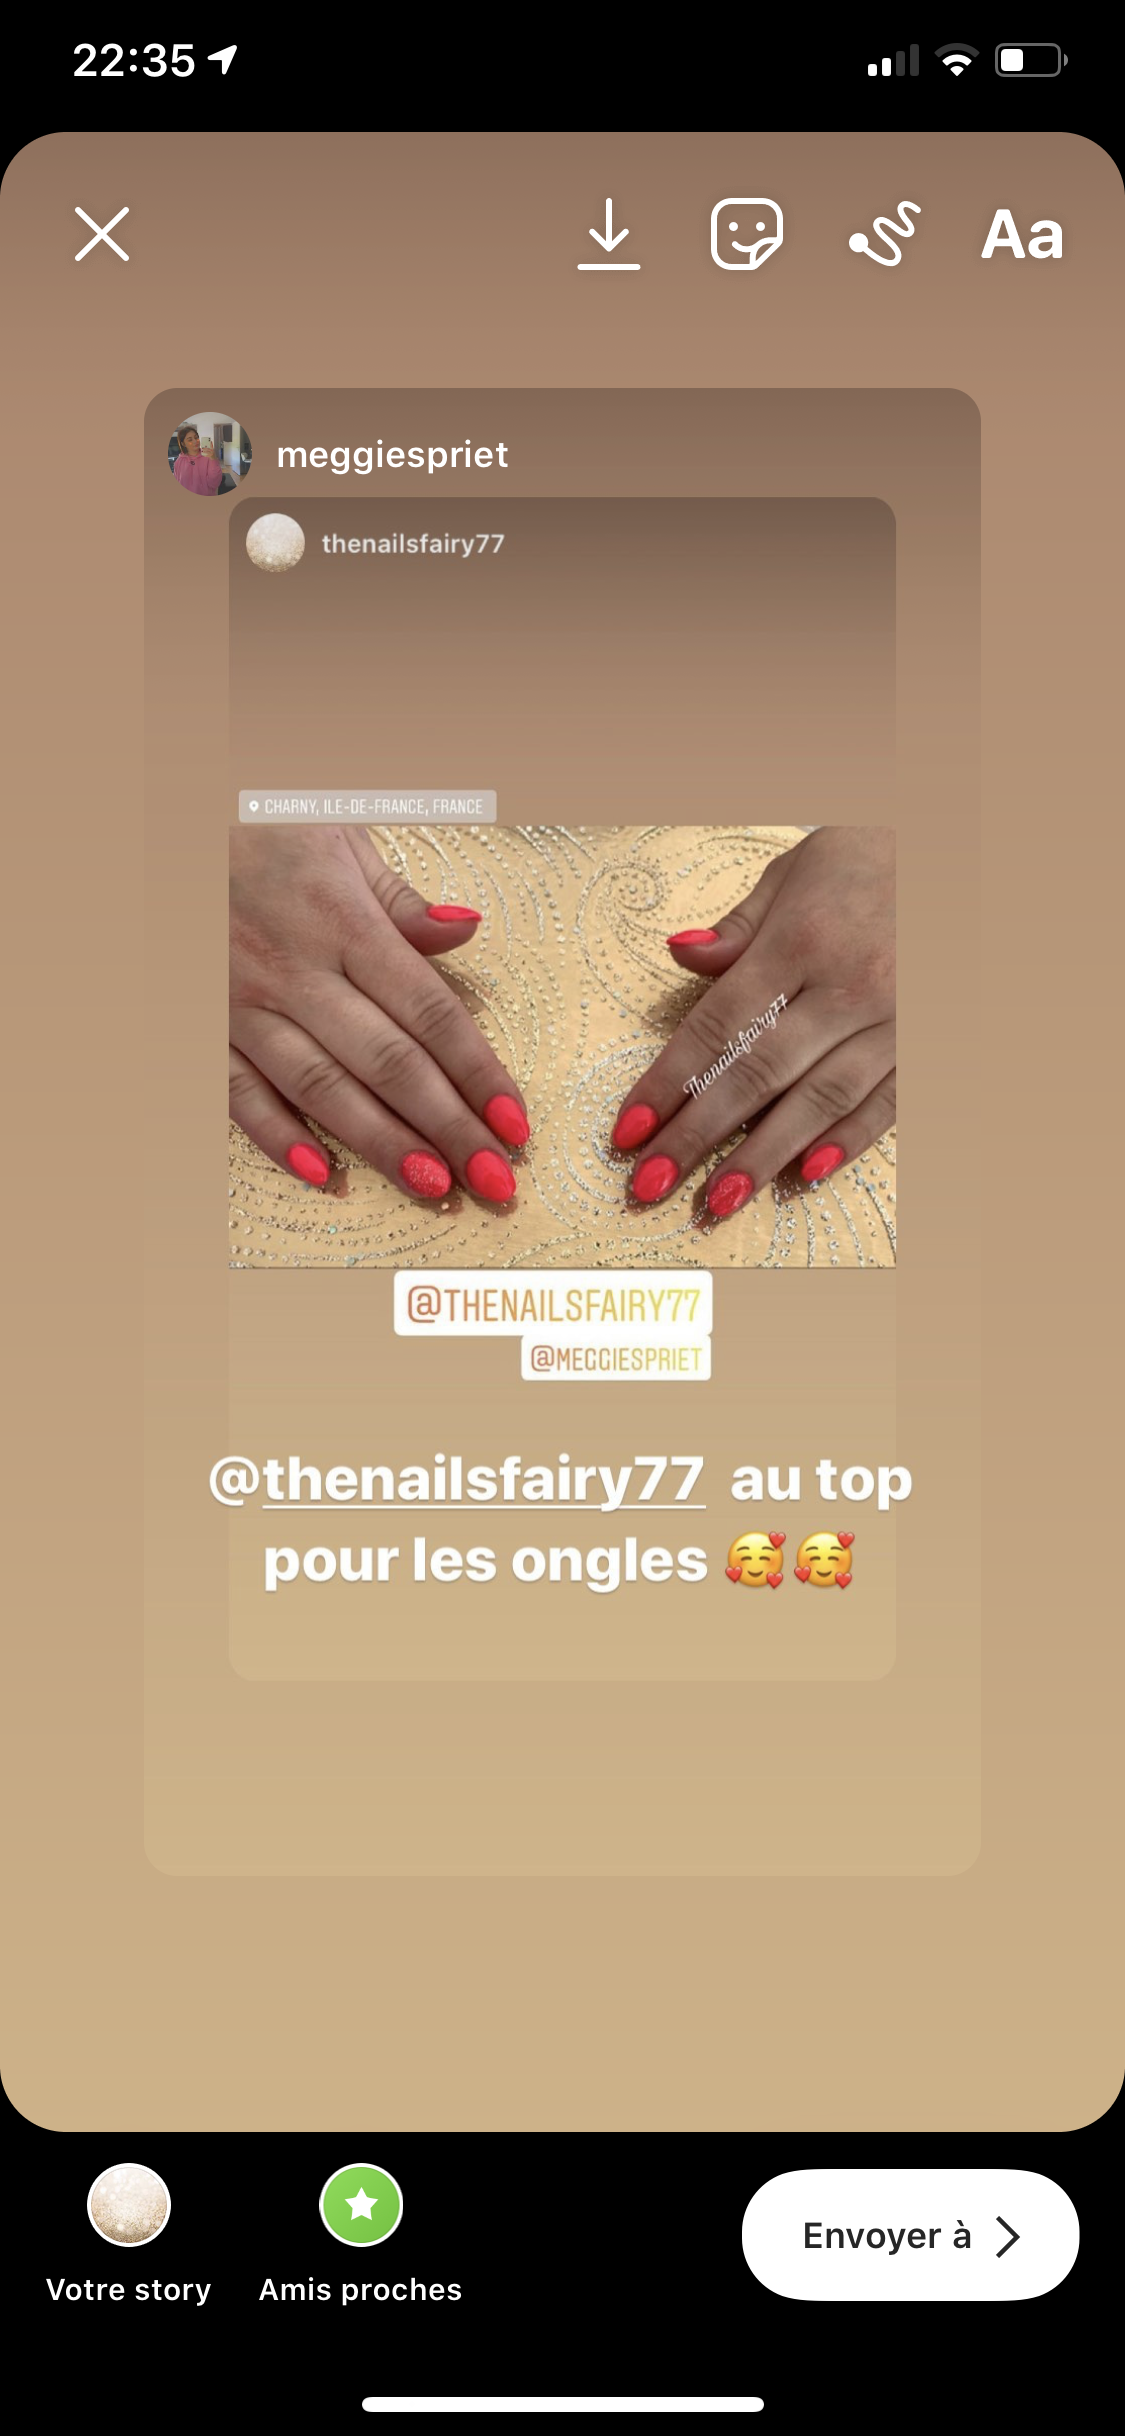 22:35
Aa
meggiespriet
thenailsfairy77
CHARNY, ILE-DE-FRANCE, FRANCE
Thenailsfairy77
@THENAILSFAIRY77
@MEGGIESPRIET
@thenailsfairy77 au top
pour les ongles 🥰🥰
Envoyer à
Votre story
Amis proches